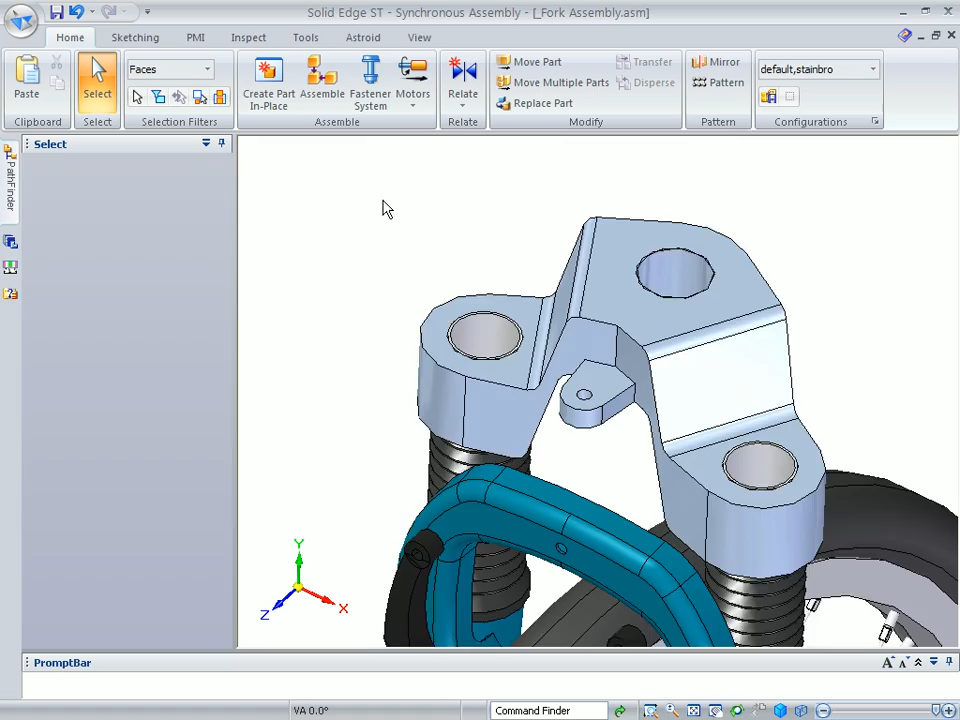 Solid Edge ST - Synchronous Assembly - [_Fork Assembly.asm]
Home Sketching PMI Inspect Tools Astroid View
Paste
Clipboard
Select
Select
Faces
Selection Filters
Create Part
In-Place
Assemble
Fastener
System
Motors
Assemble
Relate
Relate
Move Part Transfer
Move Multiple Parts Disperse
Replace Part
Modify
Mirror
Pattern
Pattern
default,stainbro
Configurations
PathFinder
Select
Y
X
Z
PromptBar
VA 0.0°
Command Finder